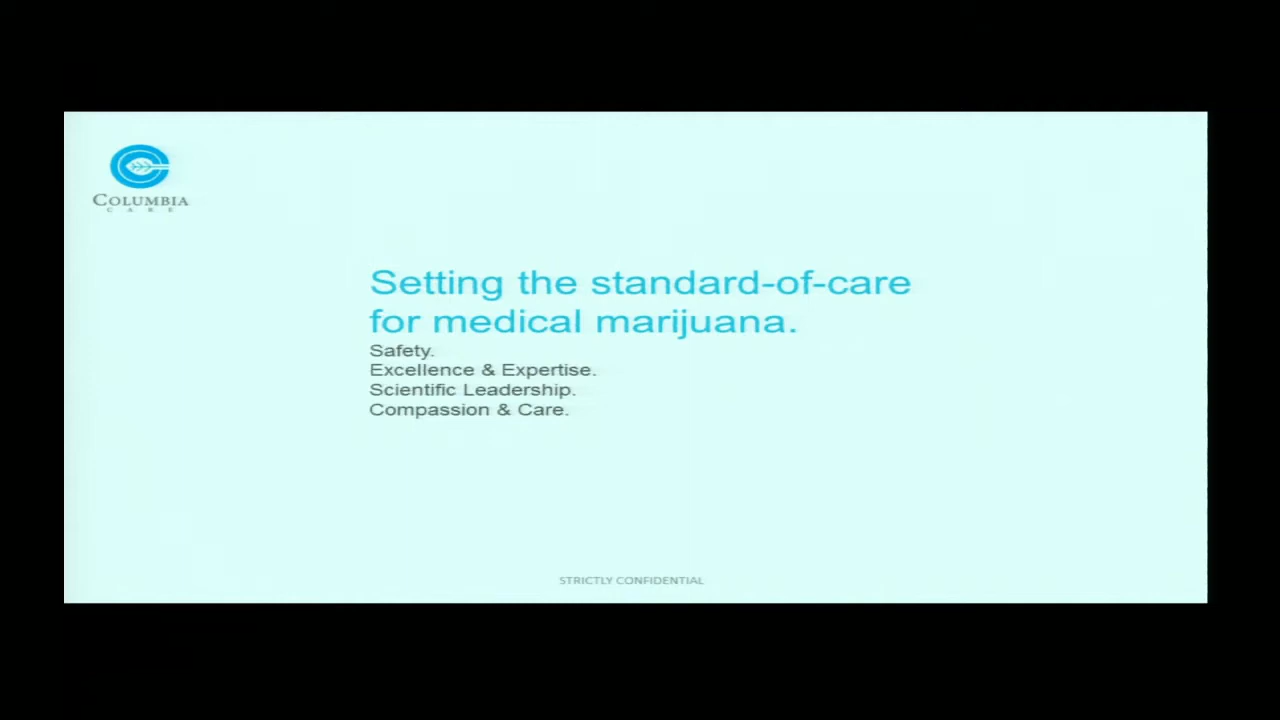 COLUMBIA
CARE
Setting the standard-of-care
for medical marijuana.
Safety.
Excellence & Expertise.
Scientific Leadership.
Compassion & Care.
STRICTLY CONFIDENTIAL